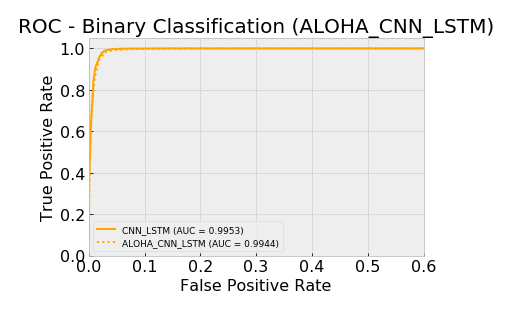 ROC - Binary Classification (ALOHA_CNN_LSTM)
True Positive Rate
1.0
0.8
0.6
0.4
0.2
0.0
CNN_LSTM (AUC = 0.9953)
ALOHA_CNN_LSTM (AUC = 0.9944)
0.0 0.1 0.2 0.3 0.4 0.5 0.6
False Positive Rate